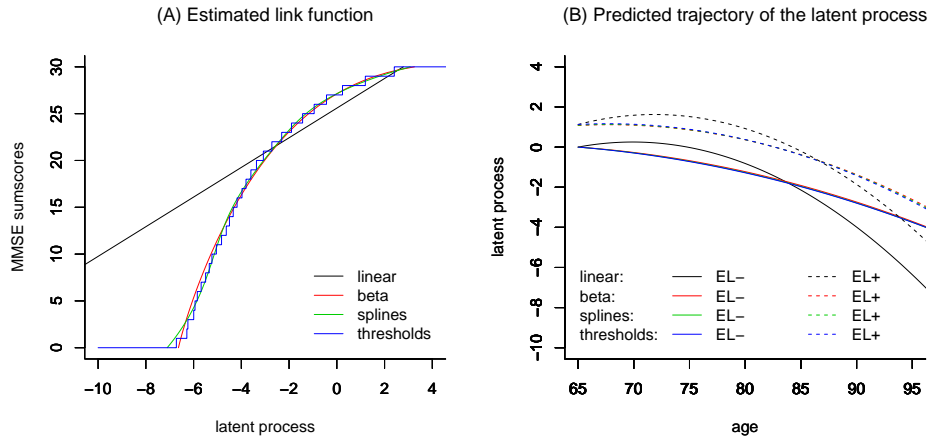 (A) Estimated link function
(B) Predicted trajectory of the latent process
MMSE sumscores
30
25
20
15
10
5
0
−10 −8 −6 −4 −2 0 2 4
latent process
linear
beta
splines
thresholds
latent process
4
2
0
−2
−4
−6
−8
−10
65 70 75 80 85 90 95
age
linear: EL− EL+
beta: EL− EL+
splines: EL− EL+
thresholds: EL− EL+